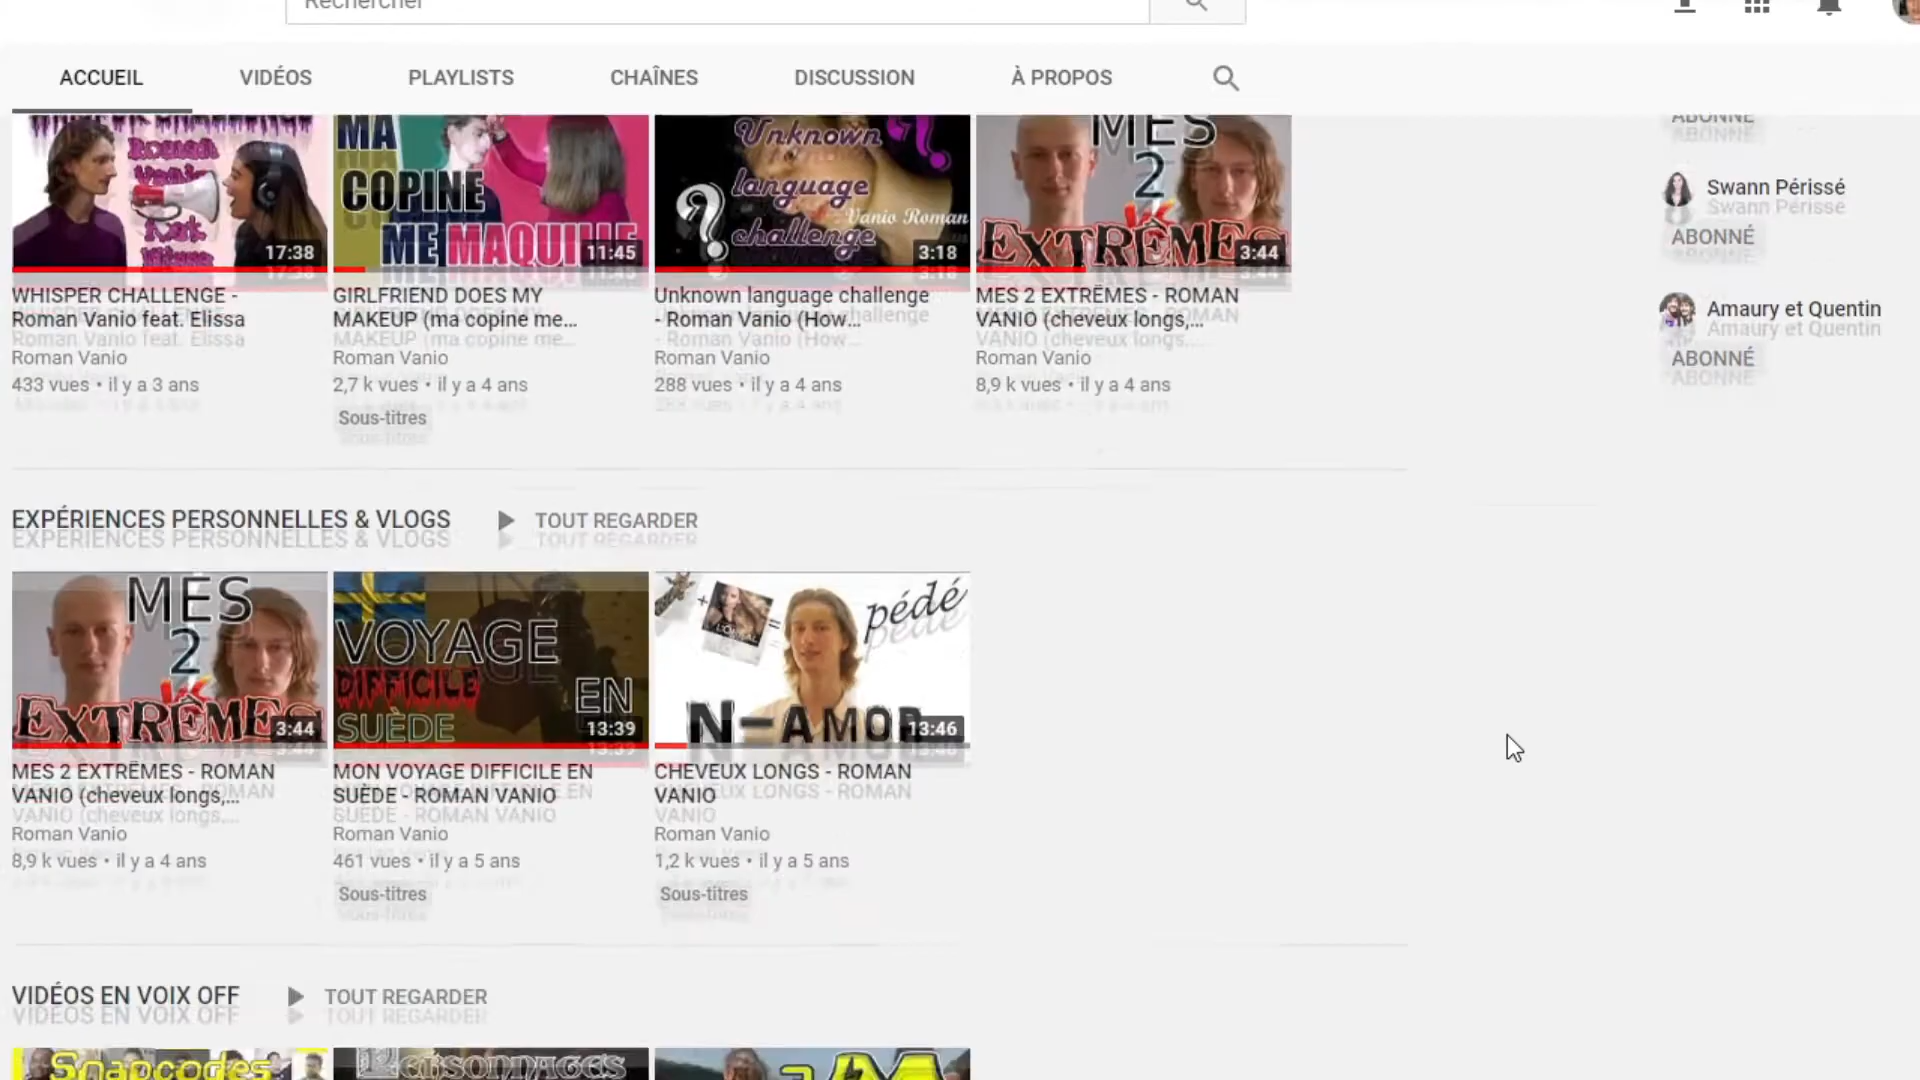 Rechercher
ACCUEIL VIDÉOS PLAYLISTS CHAÎNES DISCUSSION À PROPOS
ABONNÉ
17:38
MA
COPINE
ME MAQUILLE
11:45
Unknown
language
challenge
Vanio Roman
3:18
MES
2
EXTRÊMES
3:44
Swann Périssé
ABONNÉ
Amaury et Quentin
ABONNÉ
WHISPER CHALLENGE -
Roman Vanio feat. Elissa
Roman Vanio
433 vues • il y a 3 ans
GIRLFRIEND DOES MY
MAKEUP (ma copine me...
Roman Vanio
2,7 k vues • il y a 4 ans
Sous-titres
Unknown language challenge
- Roman Vanio (How...
Roman Vanio
288 vues • il y a 4 ans
MES 2 EXTRÊMES - ROMAN
VANIO (cheveux longs,...
Roman Vanio
8,9 k vues • il y a 4 ans
EXPÉRIENCES PERSONNELLES & VLOGS TOUT REGARDER
MES
2
VS
EXTRÊMES
3:44
VOYAGE
DIFFICILE
EN
SUÈDE
13:39
pédé
N=AMOR
13:46
MES 2 EXTRÊMES - ROMAN
VANIO (cheveux longs,...
Roman Vanio
8,9 k vues • il y a 4 ans
MON VOYAGE DIFFICILE EN
SUÈDE - ROMAN VANIO
Roman Vanio
461 vues • il y a 5 ans
Sous-titres
CHEVEUX LONGS - ROMAN
VANIO
Roman Vanio
1,2 k vues • il y a 5 ans
Sous-titres
VIDÉOS EN VOIX OFF TOUT REGARDER
Snapcodes
PERSONNAGES